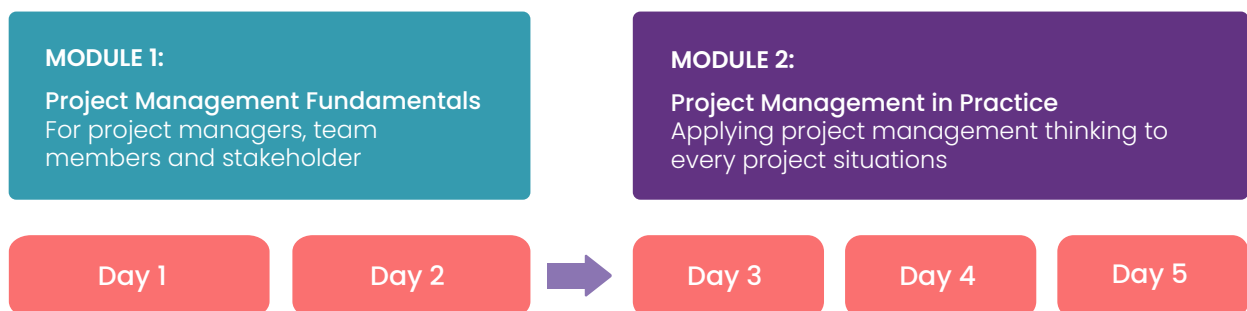 MODULE 1:
Project Management Fundamentals
For project managers, team
members and stakeholder
MODULE 2:
Project Management in Practice
Applying project management thinking to
every project situations
Day 1
Day 2
Day 3
Day 4
Day 5